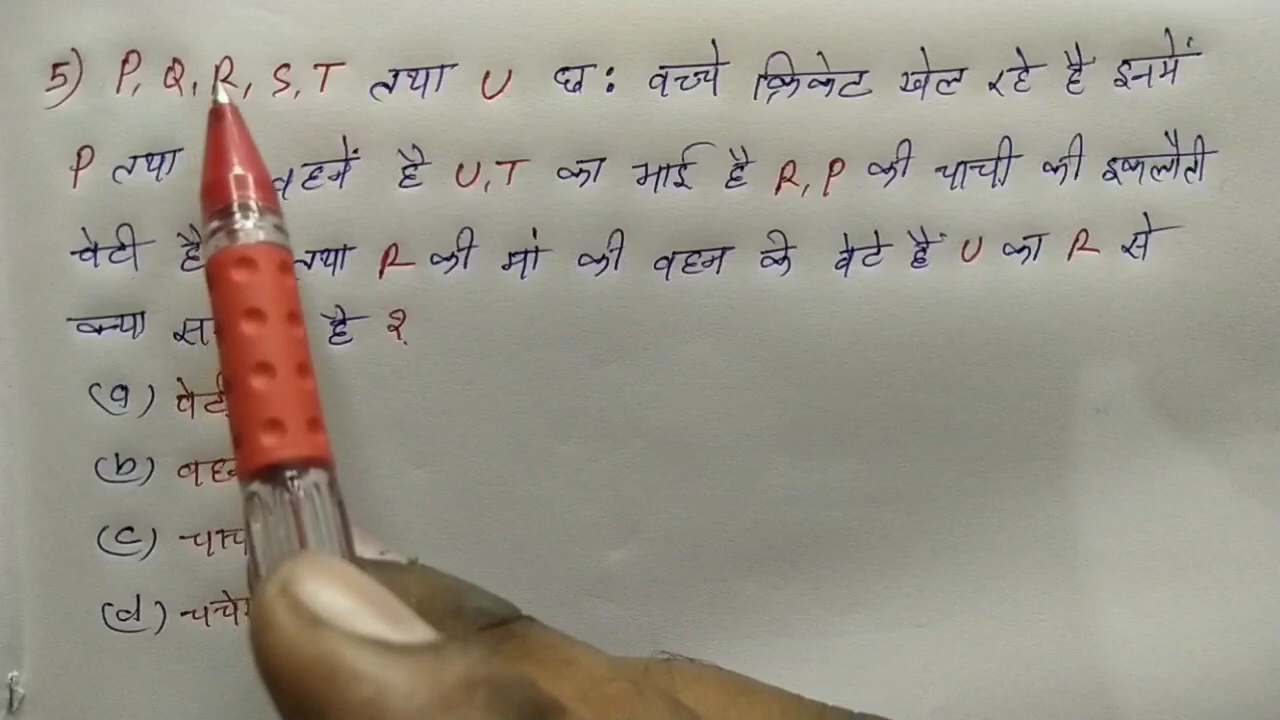 5) P, Q, R, S, T तथा U छ: बच्चे क्रिकेट खेल रहे है इनमें
P तथा बहनें है U, T का भाई है R, P की चाची की इकलौती
बेटी है तथा R की मां की बहन के बेटे हैं U का R से
क्या है ?
(a)
(b)
(c)
(d)